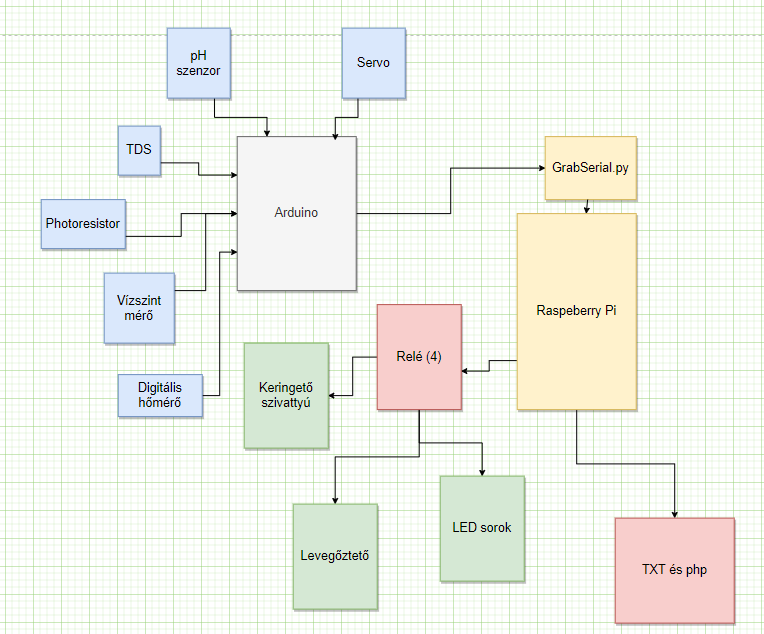 pH
szenzor
Servo
TDS
Arduino
GrabSerial.py
Photoresistor
Vízszint
mérő
Raspeberry Pi
Relé (4)
Digitális
hőmérő
Keringető
szivattyú
LED sorok
Levegőztető
TXT és php